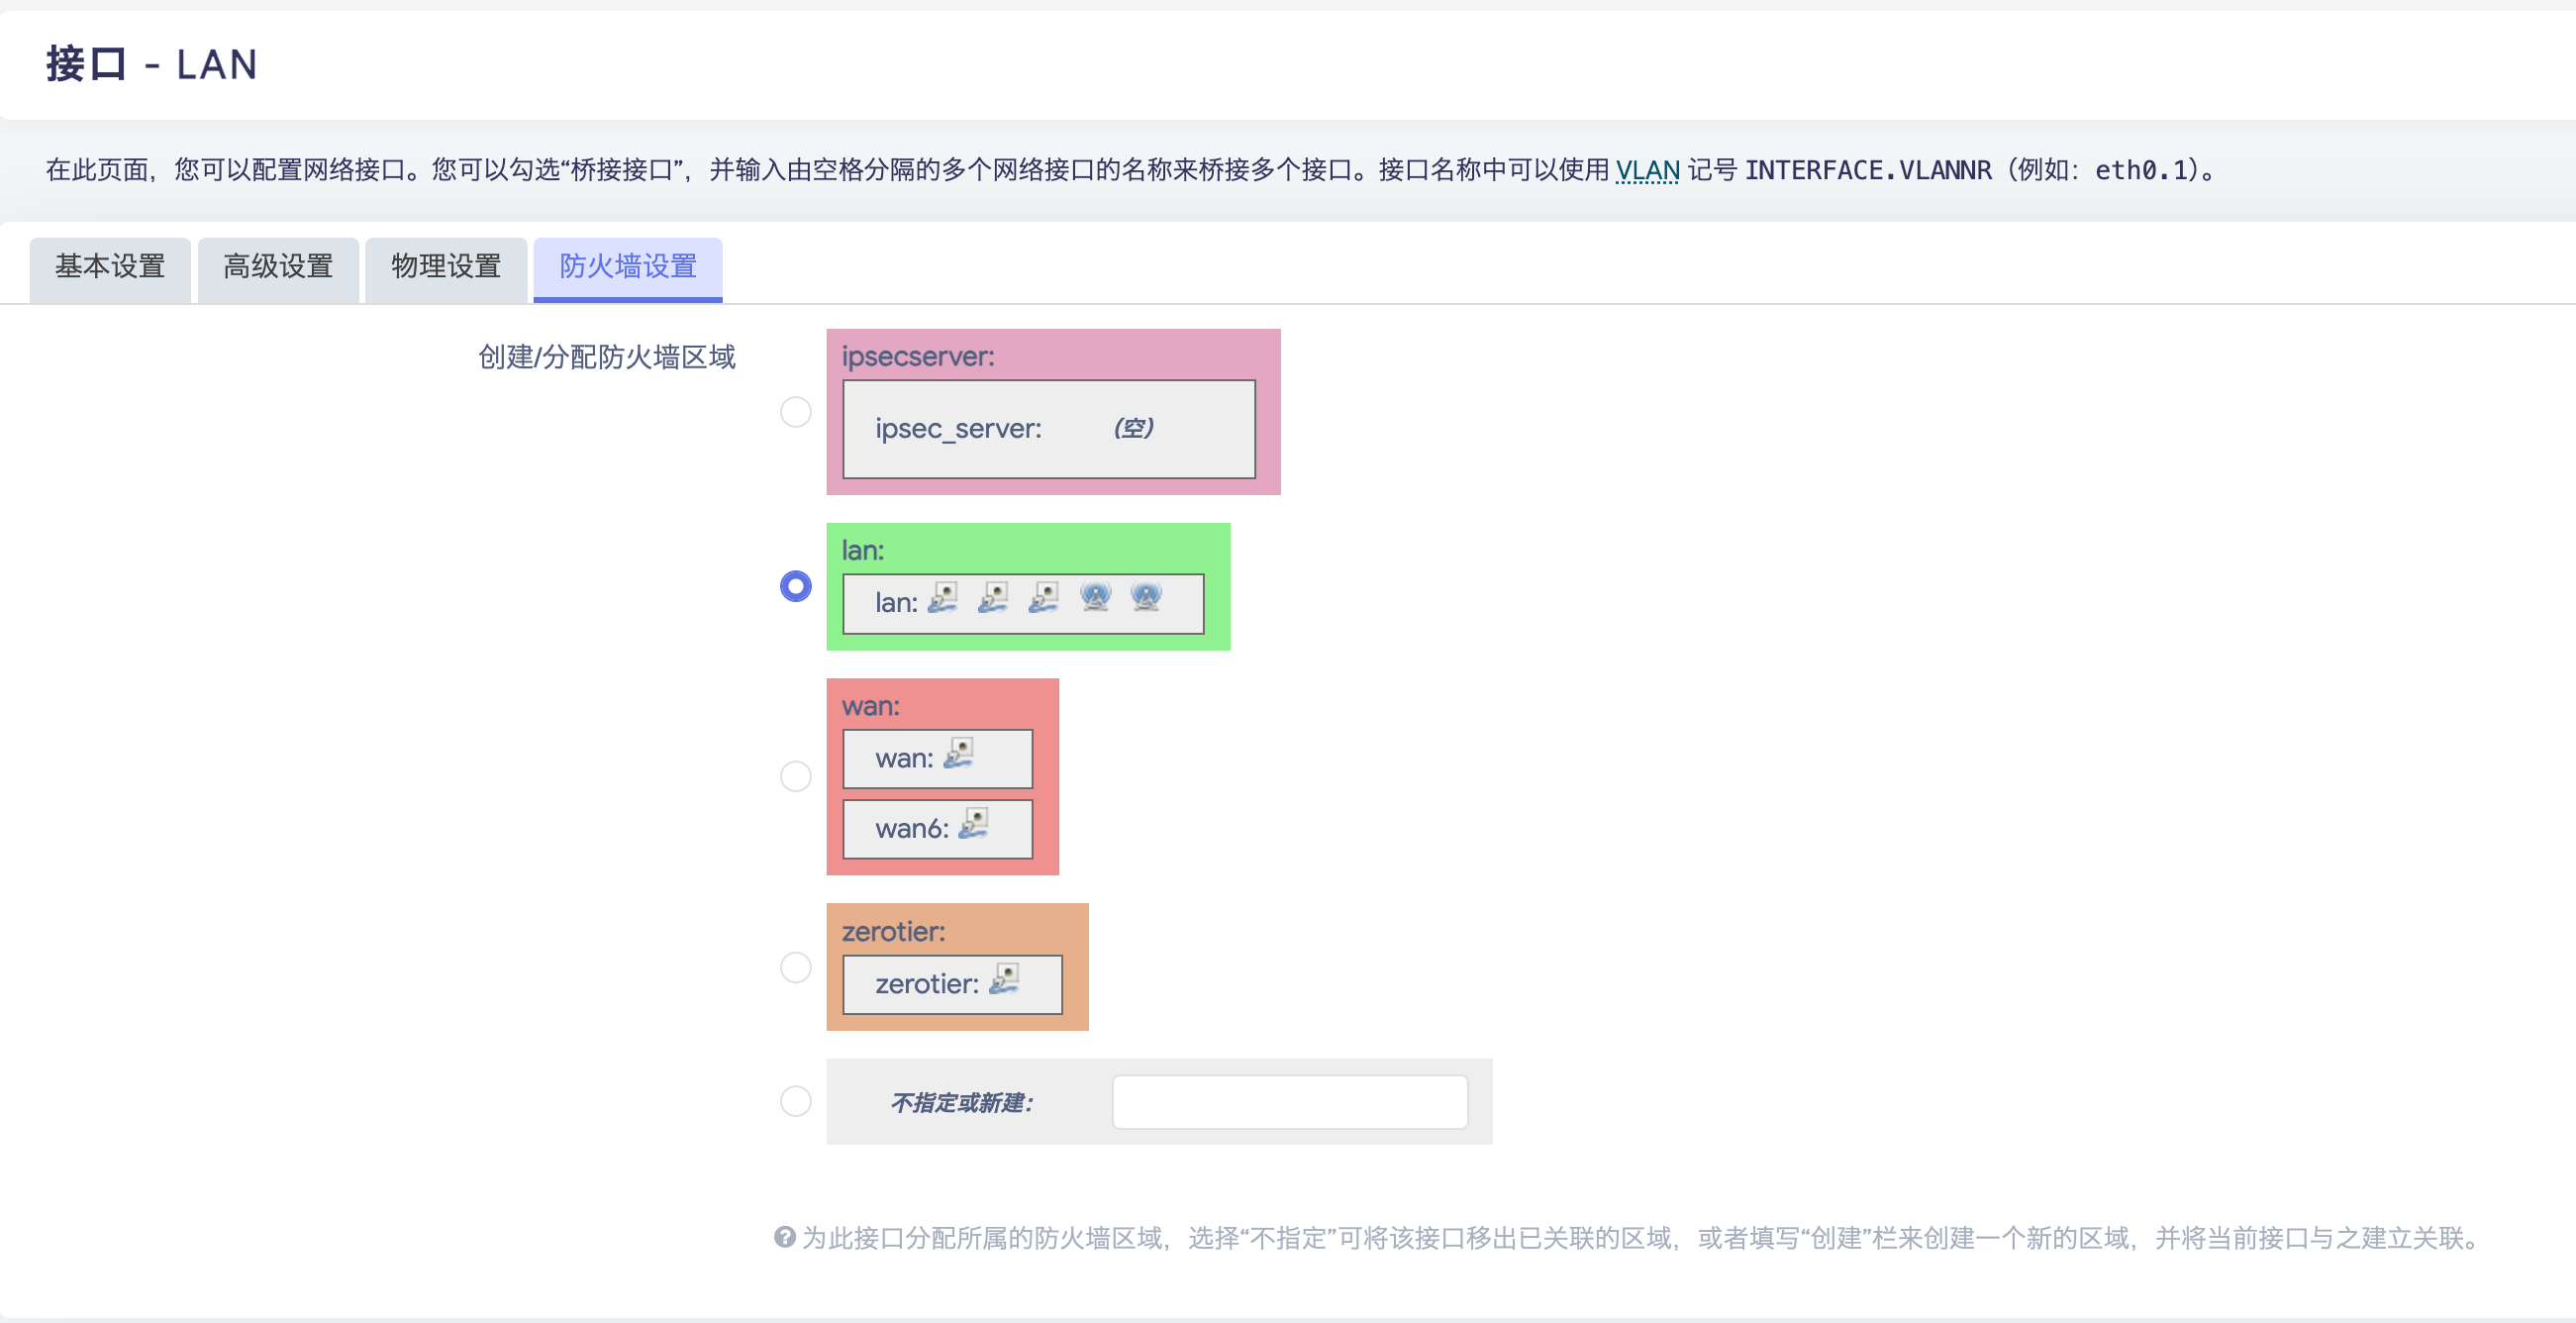 接口 - LAN
在此页面，您可以配置网络接口。您可以勾选“桥接接口”，并输入由空格分隔的多个网络接口的名称来桥接多个接口。接口名称中可以使用 VLAN 记号 INTERFACE.VLANNR（例如：eth0.1）。
基本设置 高级设置 物理设置 防火墙设置
创建/分配防火墙区域
ipsecserver:
ipsec_server: （空）
lan:
lan:
wan:
wan:
wan6:
zerotier:
zerotier:
不指定或新建：
为此接口分配所属的防火墙区域，选择“不指定”可将该接口移出已关联的区域，或者填写“创建”栏来创建一个新的区域，并将当前接口与之建立关联。